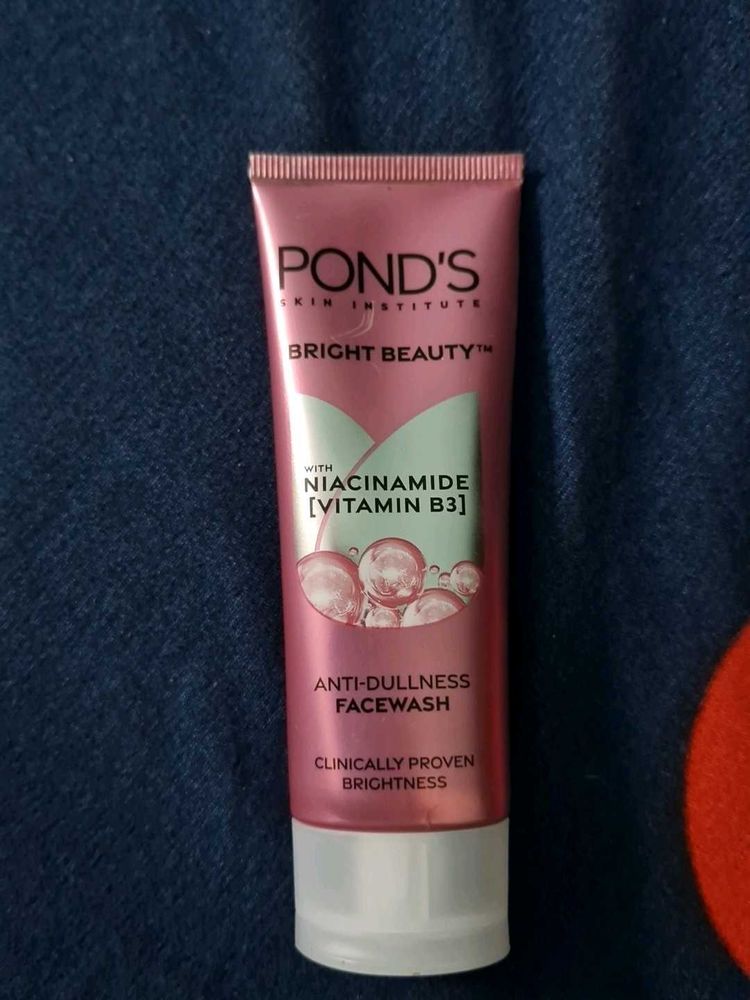 POND'S
SKIN INSTITUTE
BRIGHT BEAUTY™
WITH
NIACINAMIDE
[VITAMIN B3]
ANTI-DULLNESS
FACEWASH
CLINICALLY PROVEN
BRIGHTNESS